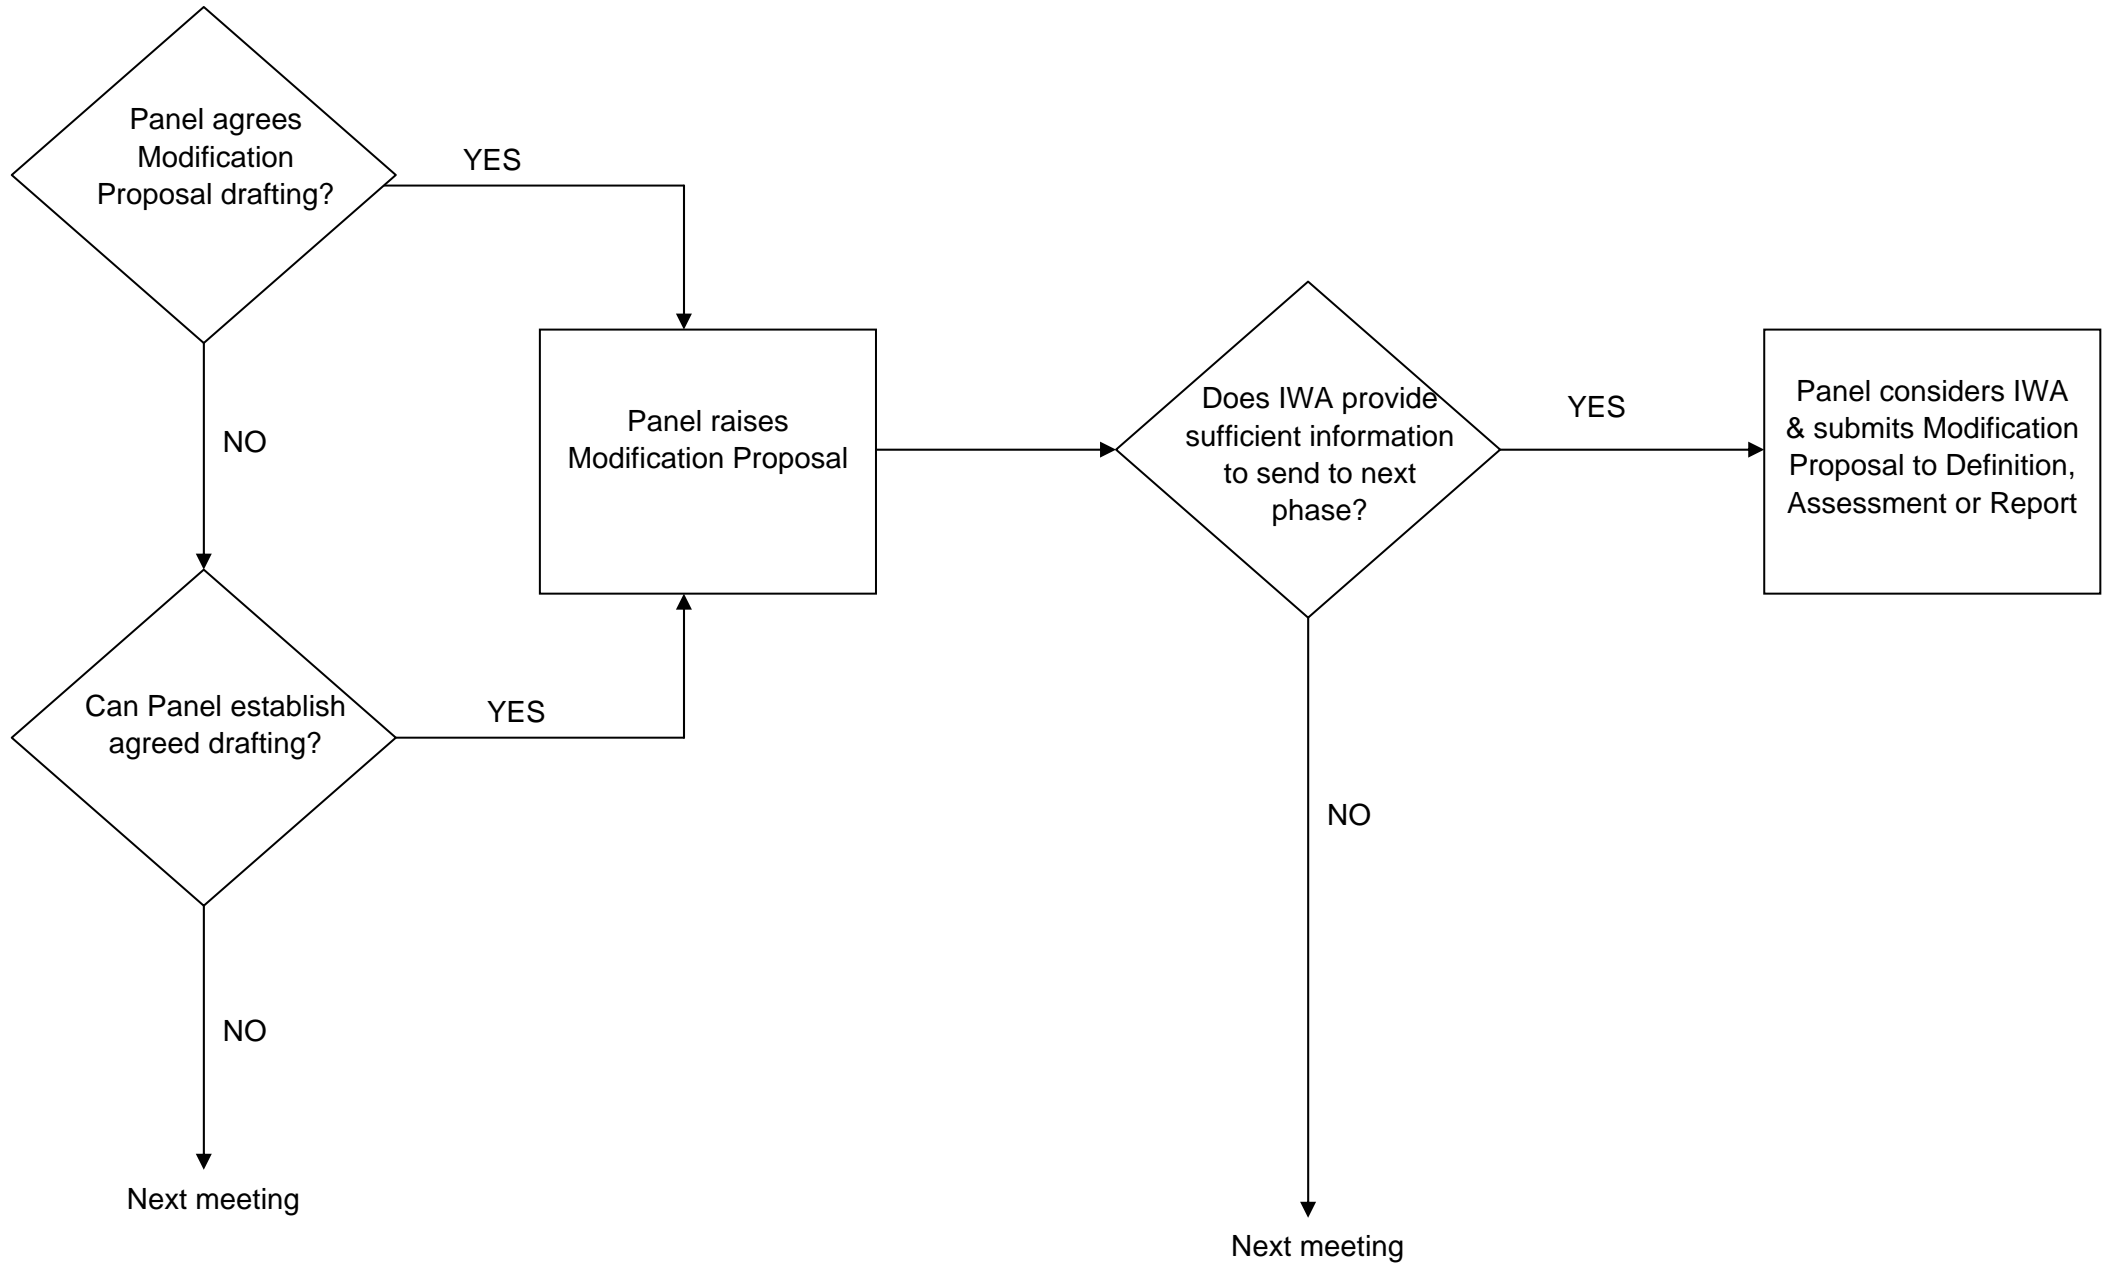 Panel agrees
Modification
Proposal drafting?
YES
NO
Panel raises
Modification Proposal
Does IWA provide
sufficient information
to send to next
phase?
YES
Panel considers IWA
& submits Modification
Proposal to Definition,
Assessment or Report
Can Panel establish
agreed drafting?
YES
NO
NO
Next meeting
Next meeting